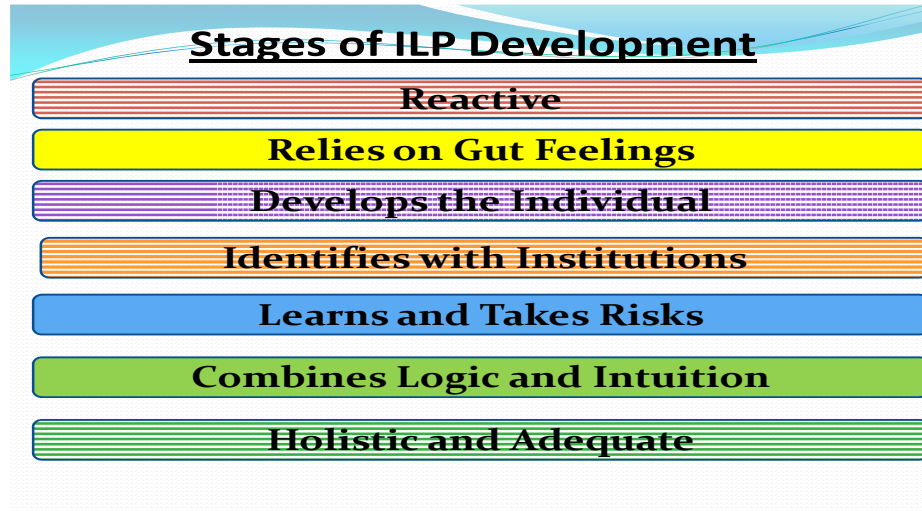 Stages of ILP Development
Reactive
Relies on Gut Feelings
Develops the Individual
Identifies with Institutions
Learns and Takes Risks
Combines Logic and Intuition
Holistic and Adequate